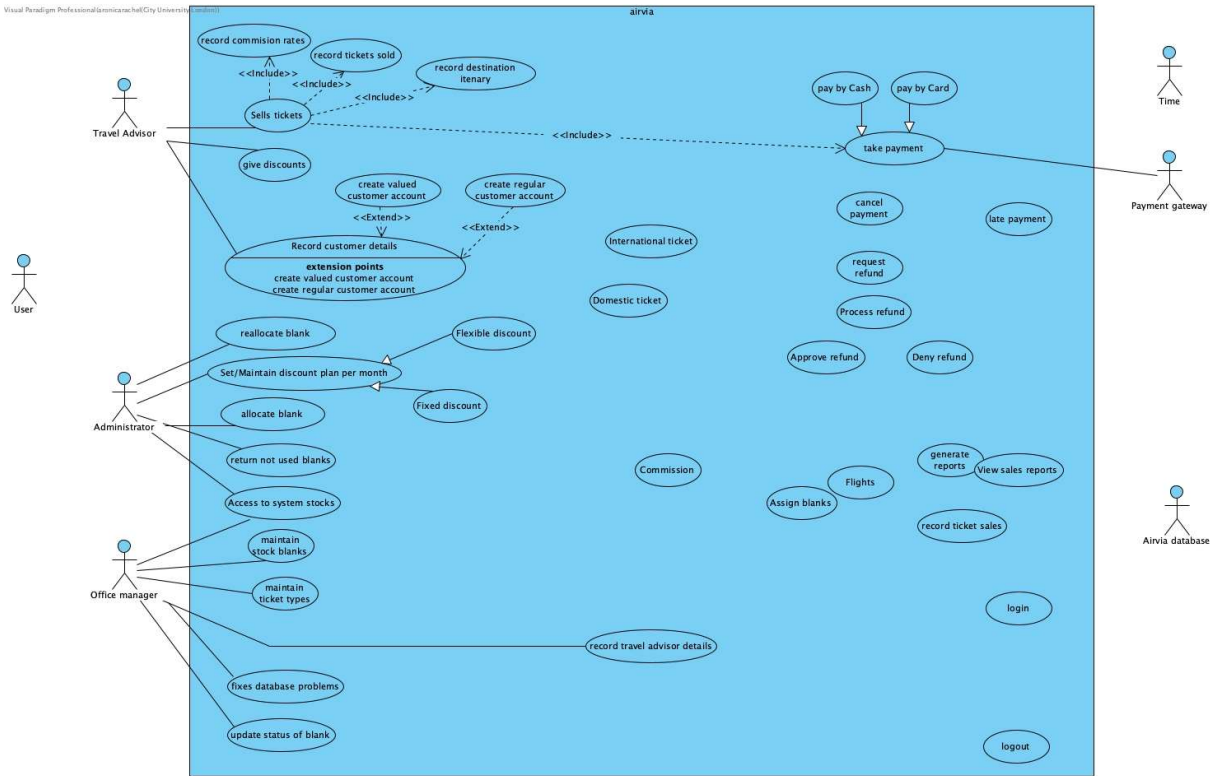 Visual Paradigm Professional(aronicarachel(City University London))
airvia
record commision rates
record tickets sold
record destination
itenary
<<Include>>
<<Include>>
<<Include>>
Sells tickets
<<Include>>
pay by Cash
pay by Card
take payment
Travel Advisor
Time
Payment gateway
give discounts
create valued
customer account
create regular
customer account
<<Extend>>
<<Extend>>
Record customer details
extension points
create valued customer account
create regular customer account
International ticket
Domestic ticket
cancel
payment
late payment
request
refund
Process refund
Approve refund
Deny refund
User
reallocate blank
Flexible discount
Set/Maintain discount plan per month
Fixed discount
allocate blank
Administrator
return not used blanks
Access to system stocks
Commission
generate
reports
View sales reports
Flights
Assign blanks
record ticket sales
Airvia database
maintain
stock blanks
Office manager
maintain
ticket types
login
record travel advisor details
fixes database problems
update status of blank
logout